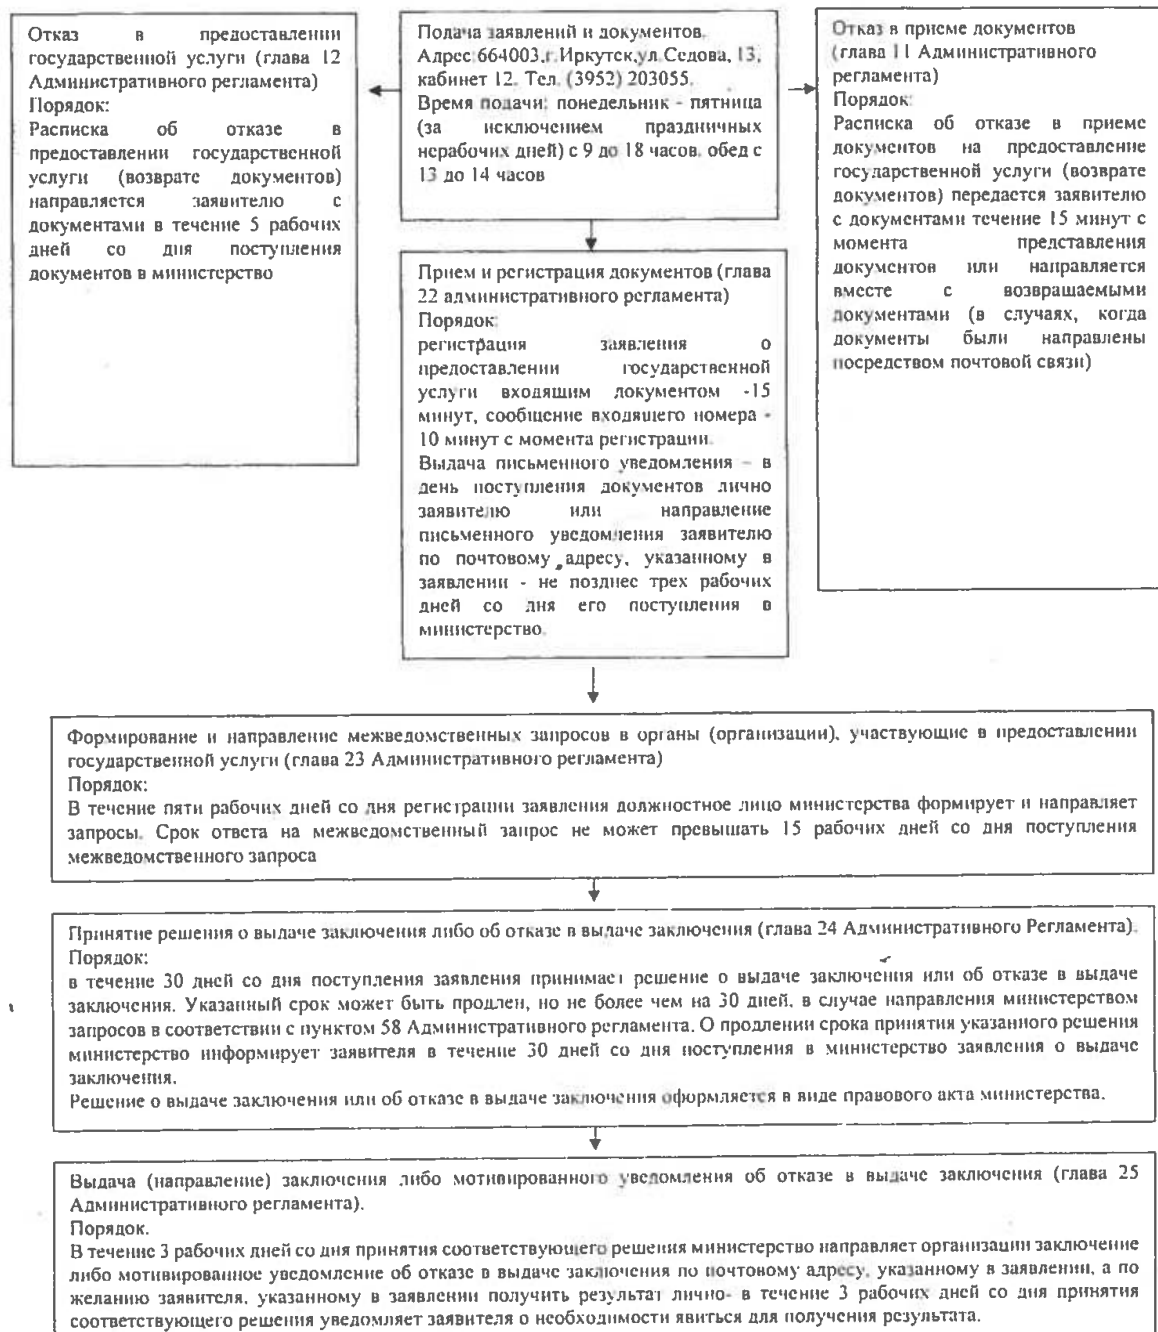 Отказ в предоставлении
государственной услуги (глава 12
Административного регламента)
Порядок:
Расписка об отказе в
предоставлении государственной
услуги (возврате документов)
направляется заявителю с
документами в течение 5 рабочих
дней со дня поступления
документов в министерство
Подача заявлений и документов.
Адрес:664003,г.Иркутск,ул.Седова, 13,
кабинет 12. Тел. (3952) 203055.
Время подачи: понедельник - пятница
(за исключением праздничных
нерабочих дней) с 9 до 18 часов, обед с
13 до 14 часов
Отказ в приеме документов
(глава 11 Административного
регламента)
Порядок:
Расписка об отказе в приеме
документов на предоставление
государственной услуги (возврате
документов) передается заявителю
с документами течение 15 минут с
момента представления
документов или направляется
вместе с возвращаемыми
документами (в случаях, когда
документы были направлены
посредством почтовой связи)
Прием и регистрация документов (глава
22 административного регламента)
Порядок:
регистрация заявления о
предоставлении государственной
услуги входящим документом -15
минут, сообщение входящего номера -
10 минут с момента регистрации.
Выдача письменного уведомления – в
день поступления документов лично
заявителю или направление
письменного уведомления заявителю
по почтовому адресу, указанному в
заявлении - не позднее трех рабочих
дней со дня его поступления в
министерство.
Формирование и направление межведомственных запросов в органы (организации), участвующие в предоставлении
государственной услуги (глава 23 Административного регламента)
Порядок:
В течение пяти рабочих дней со дня регистрации заявления должностное лицо министерства формирует и направляет
запросы. Срок ответа на межведомственный запрос не может превышать 15 рабочих дней со дня поступления
межведомственного запроса
Принятие решения о выдаче заключения либо об отказе в выдаче заключения (глава 24 Административного Регламента).
Порядок:
в течение 30 дней со дня поступления заявления принимает решение о выдаче заключения или об отказе в выдаче
заключения. Указанный срок может быть продлен, но не более чем на 30 дней, в случае направления министерством
запросов в соответствии с пунктом 58 Административного регламента. О продлении срока принятия указанного решения
министерство информирует заявителя в течение 30 дней со дня поступления в министерство заявления о выдаче
заключения.
Решение о выдаче заключения или об отказе в выдаче заключения оформляется в виде правового акта министерства.
Выдача (направление) заключения либо мотивированного уведомления об отказе в выдаче заключения (глава 25
Административного регламента).
Порядок.
В течение 3 рабочих дней со дня принятия соответствующего решения министерство направляет организации заключение
либо мотивированное уведомление об отказе в выдаче заключения по почтовому адресу, указанному в заявлении, а по
желанию заявителя, указанному в заявлении получить результат лично- в течение 3 рабочих дней со дня принятия
соответствующего решения уведомляет заявителя о необходимости явиться для получения результата.